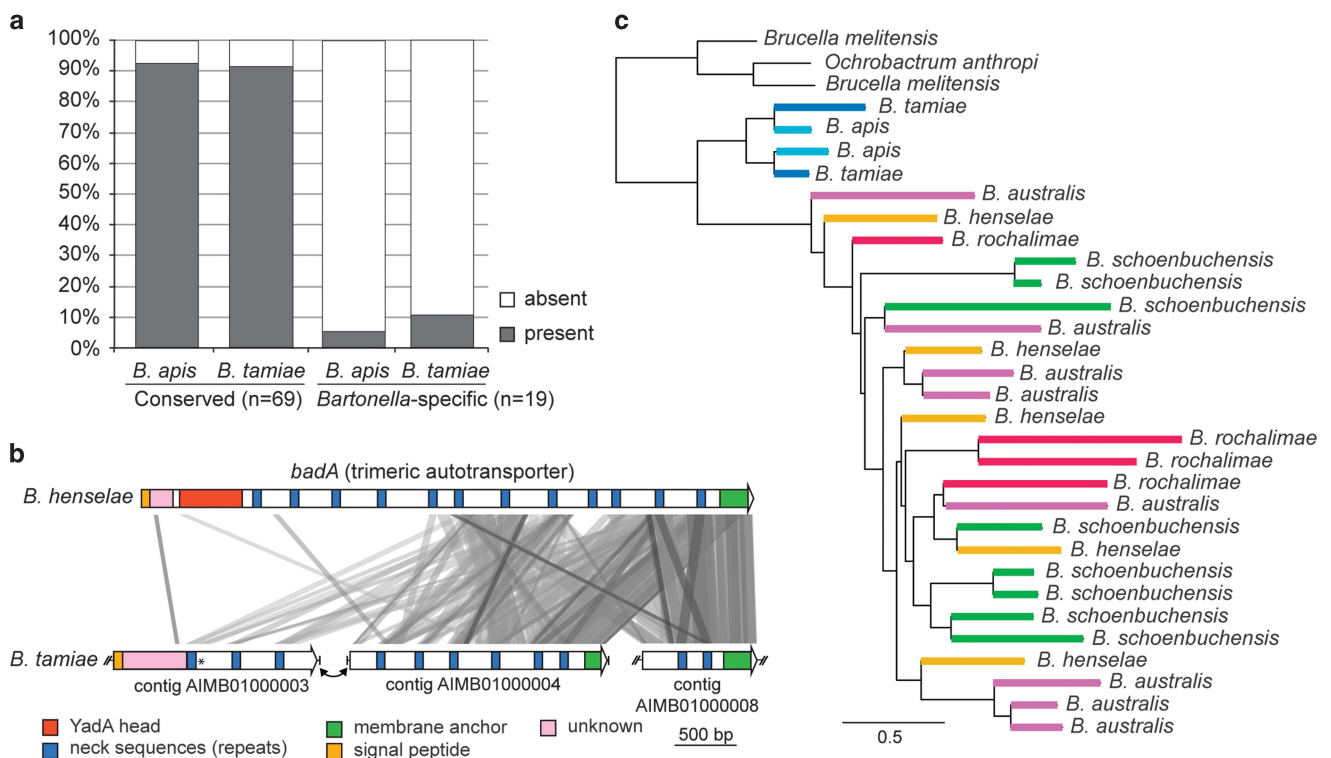 a
100%
90%
80%
70%
60%
50%
40%
30%
20%
10%
0%
absent
present
B. apis B. tamiae B. apis B. tamiae
Conserved (n=69) Bartonella-specific (n=19)
b
badA (trimeric autotransporter)
B. henselae
B. tamiae
*
contig AIMB01000003
contig AIMB01000004
contig
AIMB01000008
YadA head
neck sequences (repeats)
membrane anchor
signal peptide
unknown
500 bp
c
Brucella melitensis
Ochrobactrum anthropi
Brucella melitensis
B. tamiae
B. apis
B. apis
B. tamiae
B. australis
B. henselae
B. rochalimae
B. schoenbuchensis
B. schoenbuchensis
B. schoenbuchensis
B. australis
B. henselae
B. australis
B. australis
B. henselae
B. rochalimae
B. rochalimae
B. rochalimae
B. australis
B. schoenbuchensis
B. henselae
B. schoenbuchensis
B. schoenbuchensis
B. schoenbuchensis
B. schoenbuchensis
B. henselae
B. australis
B. australis
B. australis
0.5